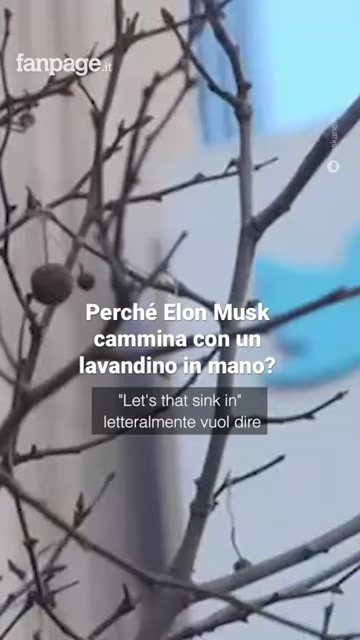 fanpage.it
Perché Elon Musk
cammina con un
lavandino in mano?
"Let's that sink in"
letteralmente vuol dire